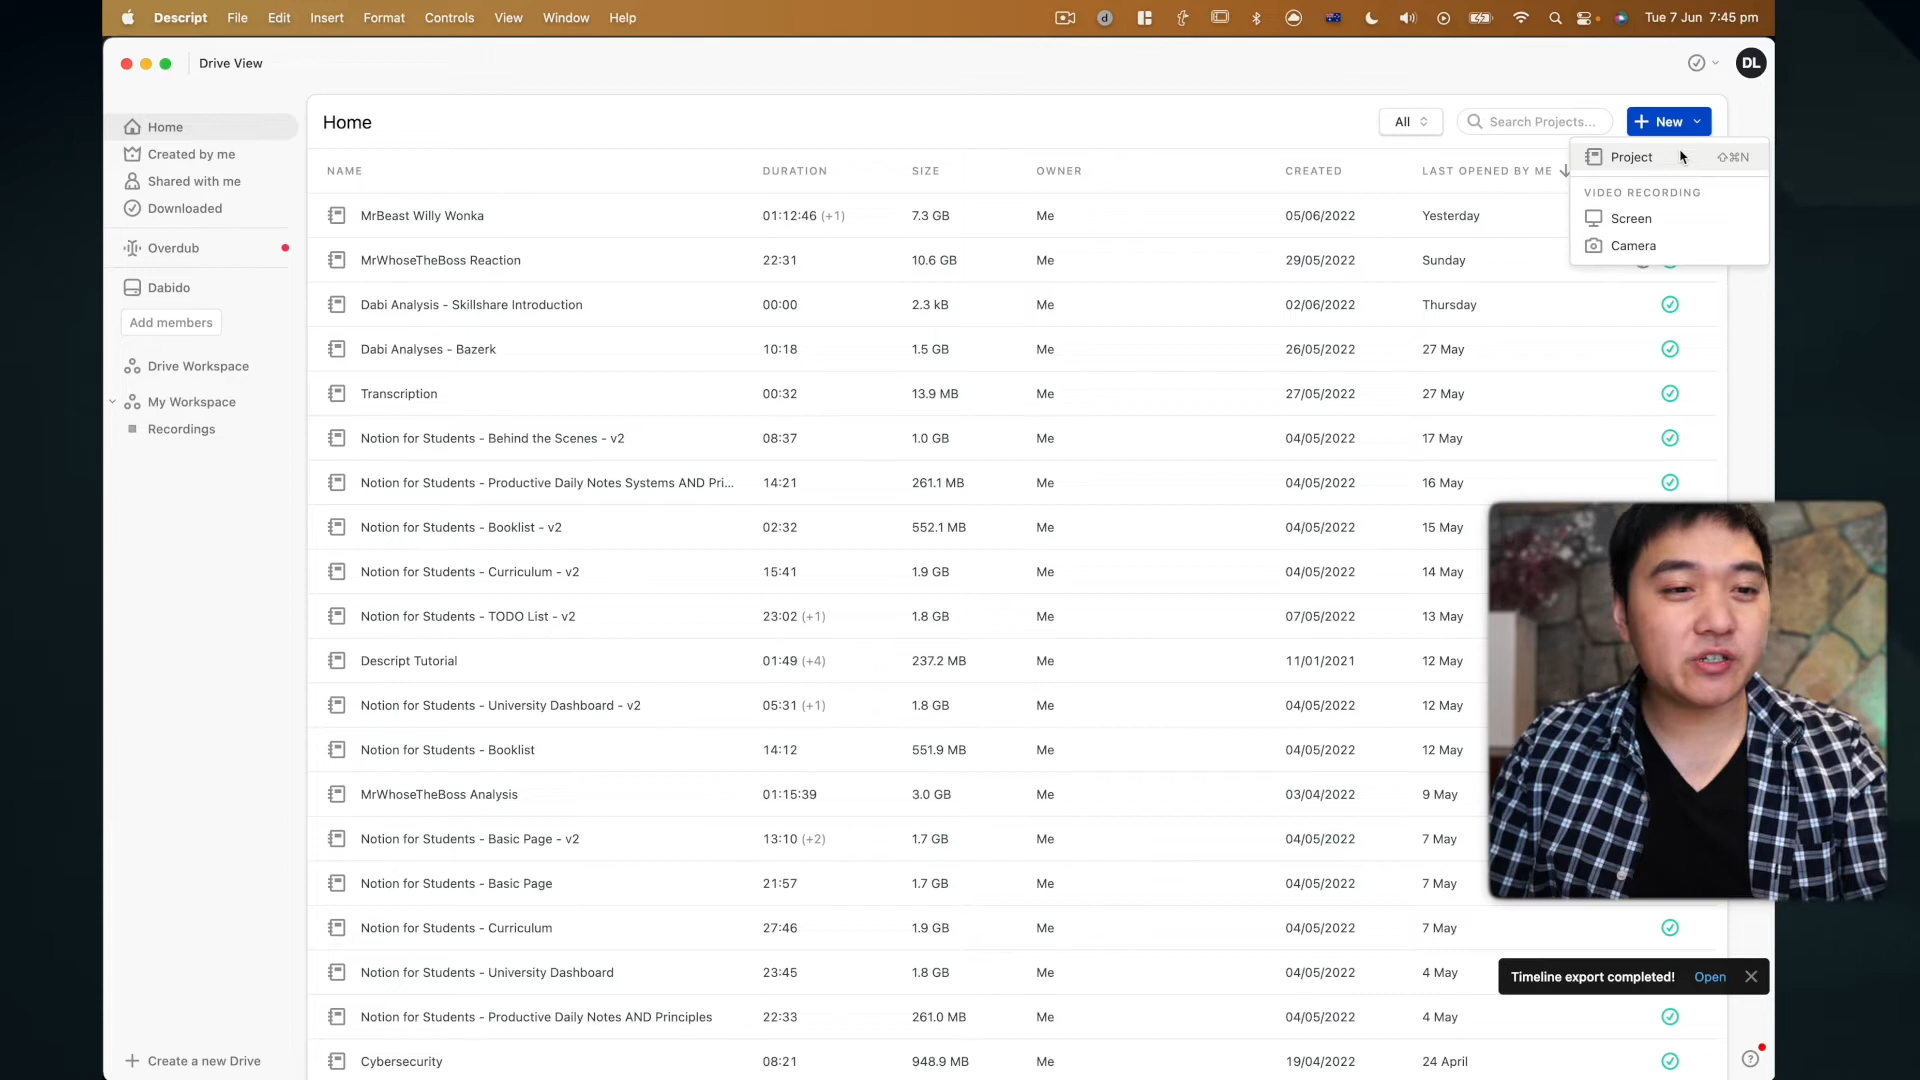 Descript File Edit Insert Format Controls View Window Help Tue 7 Jun 7:45 pm
Drive View DL
Home
Created by me
Shared with me
Downloaded
Overdub
Dabido
Add members
Drive Workspace
My Workspace
Recordings
Create a new Drive
Home All Search Projects... New
Project ⇧⌘N
VIDEO RECORDING
Screen
Camera
NAME DURATION SIZE OWNER CREATED LAST OPENED BY ME
MrBeast Willy Wonka 01:12:46 (+1) 7.3 GB Me 05/06/2022 Yesterday
MrWhoseTheBoss Reaction 22:31 10.6 GB Me 29/05/2022 Sunday
Dabi Analysis - Skillshare Introduction 00:00 2.3 kB Me 02/06/2022 Thursday
Dabi Analyses - Bazerk 10:18 1.5 GB Me 26/05/2022 27 May
Transcription 00:32 13.9 MB Me 27/05/2022 27 May
Notion for Students - Behind the Scenes - v2 08:37 1.0 GB Me 04/05/2022 17 May
Notion for Students - Productive Daily Notes Systems AND Pri... 14:21 261.1 MB Me 04/05/2022 16 May
Notion for Students - Booklist - v2 02:32 552.1 MB Me 04/05/2022 15 May
Notion for Students - Curriculum - v2 15:41 1.9 GB Me 04/05/2022 14 May
Notion for Students - TODO List - v2 23:02 (+1) 1.8 GB Me 07/05/2022 13 May
Descript Tutorial 01:49 (+4) 237.2 MB Me 11/01/2021 12 May
Notion for Students - University Dashboard - v2 05:31 (+1) 1.8 GB Me 04/05/2022 12 May
Notion for Students - Booklist 14:12 551.9 MB Me 04/05/2022 12 May
MrWhoseTheBoss Analysis 01:15:39 3.0 GB Me 03/04/2022 9 May
Notion for Students - Basic Page - v2 13:10 (+2) 1.7 GB Me 04/05/2022 7 May
Notion for Students - Basic Page 21:57 1.7 GB Me 04/05/2022 7 May
Notion for Students - Curriculum 27:46 1.9 GB Me 04/05/2022 7 May
Notion for Students - University Dashboard 23:45 1.8 GB Me 04/05/2022 4 May
Notion for Students - Productive Daily Notes AND Principles 22:33 261.0 MB Me 04/05/2022 4 May
Cybersecurity 08:21 948.9 MB Me 19/04/2022 24 April
Timeline export completed! Open